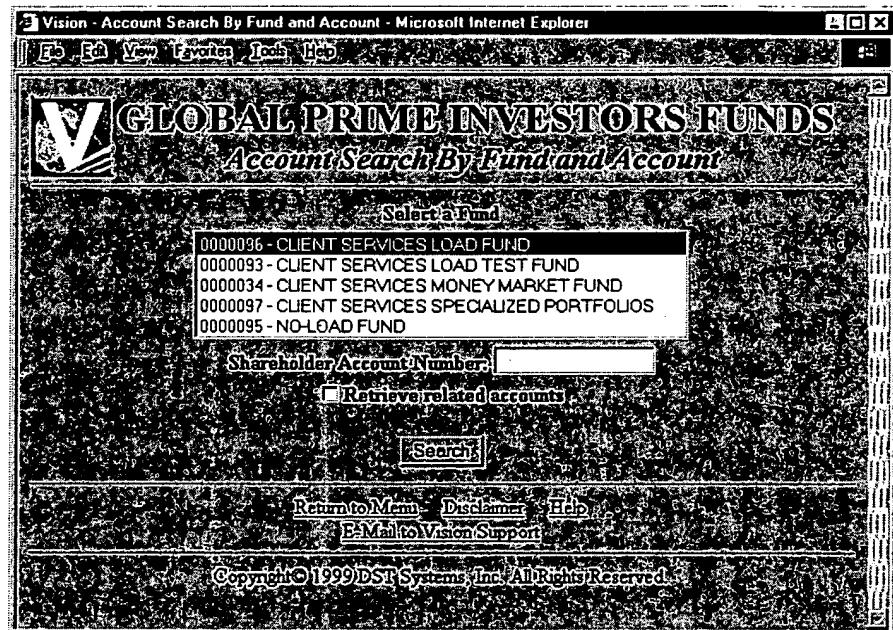 Vision - Account Search By Fund and Account - Microsoft Internet Explorer
File Edit View Favorites Tools Help
V GLOBAL PRIME INVESTORS FUNDS
Account Search By Fund and Account
Select a Fund
0000096 - CLIENT SERVICES LOAD FUND
0000093 - CLIENT SERVICES LOAD TEST FUND
0000034 - CLIENT SERVICES MONEY MARKET FUND
0000097 - CLIENT SERVICES SPECIALIZED PORTFOLIOS
0000095 - NO-LOAD FUND
Shareholder Account Number:
Retrieve related accounts
Search
Return to Menu Disclaimer Help
E-Mail to Vision Support
Copyright© 1999 DST Systems, Inc. All Rights Reserved.